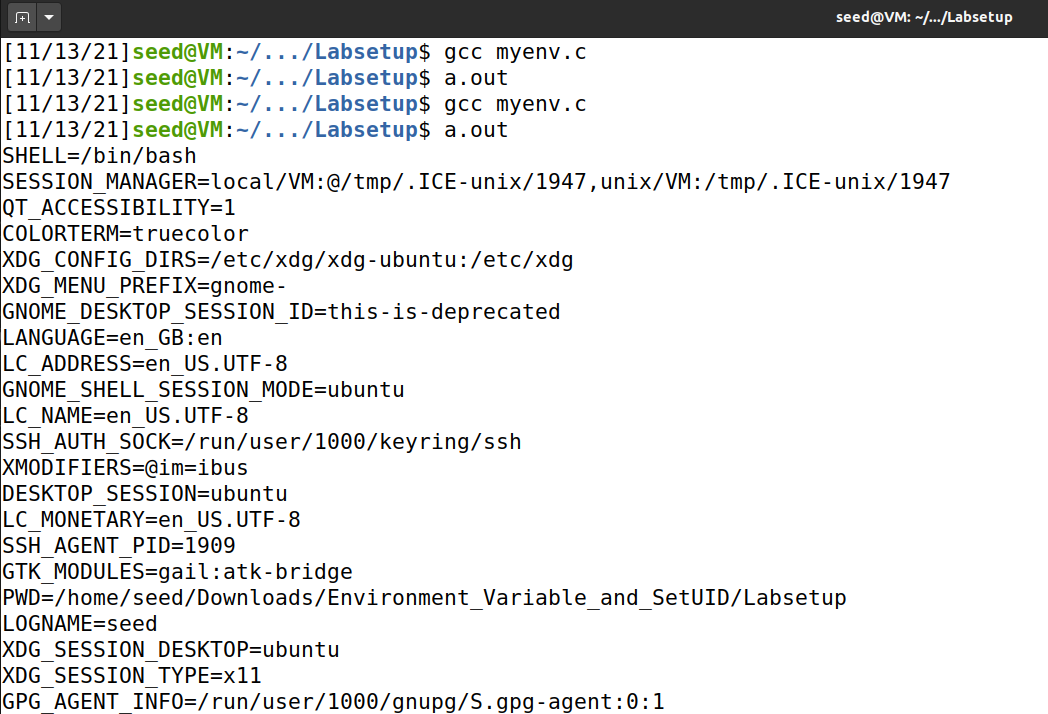 seed@VM: ~/.../Labsetup
[11/13/21]seed@VM:~/.../Labsetup$ gcc myenv.c
[11/13/21]seed@VM:~/.../Labsetup$ a.out
[11/13/21]seed@VM:~/.../Labsetup$ gcc myenv.c
[11/13/21]seed@VM:~/.../Labsetup$ a.out
SHELL=/bin/bash
SESSION_MANAGER=local/VM:@/tmp/.ICE-unix/1947,unix/VM:/tmp/.ICE-unix/1947
QT_ACCESSIBILITY=1
COLORTERM=truecolor
XDG_CONFIG_DIRS=/etc/xdg/xdg-ubuntu:/etc/xdg
XDG_MENU_PREFIX=gnome-
GNOME_DESKTOP_SESSION_ID=this-is-deprecated
LANGUAGE=en_GB:en
LC_ADDRESS=en_US.UTF-8
GNOME_SHELL_SESSION_MODE=ubuntu
LC_NAME=en_US.UTF-8
SSH_AUTH_SOCK=/run/user/1000/keyring/ssh
XMODIFIERS=@im=ibus
DESKTOP_SESSION=ubuntu
LC_MONETARY=en_US.UTF-8
SSH_AGENT_PID=1909
GTK_MODULES=gail:atk-bridge
PWD=/home/seed/Downloads/Environment_Variable_and_SetUID/Labsetup
LOGNAME=seed
XDG_SESSION_DESKTOP=ubuntu
XDG_SESSION_TYPE=x11
GPG_AGENT_INFO=/run/user/1000/gnupg/S.gpg-agent:0:1